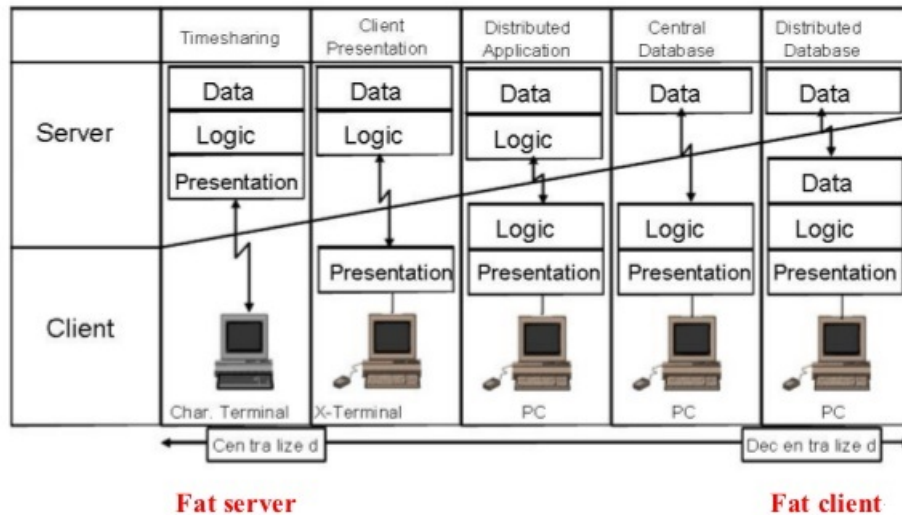 Timesharing
Client
Presentation
Distributed
Application
Central
Database
Distributed
Database
Server
Data
Logic
Presentation
Data
Logic
Data
Logic
Data
Data
Client
Char. Terminal
Presentation
X-Terminal
Logic
Presentation
PC
Logic
Presentation
PC
Data
Logic
Presentation
PC
Cen tra lize d
Dec en tra lize d
Fat server
Fat client